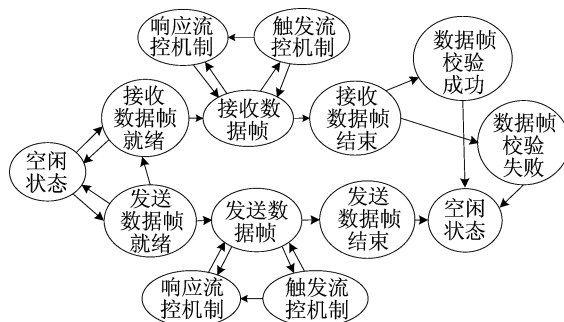 响应流
控机制
触发流
控机制
数据帧
校验
成功
接收
数据帧
就绪
接收数
据帧
接收
数据帧
结束
数据帧
校验
失败
空闲
状态
发送
数据帧
就绪
发送数
据帧
发送
数据帧
结束
空闲
状态
响应流
控机制
触发流
控机制